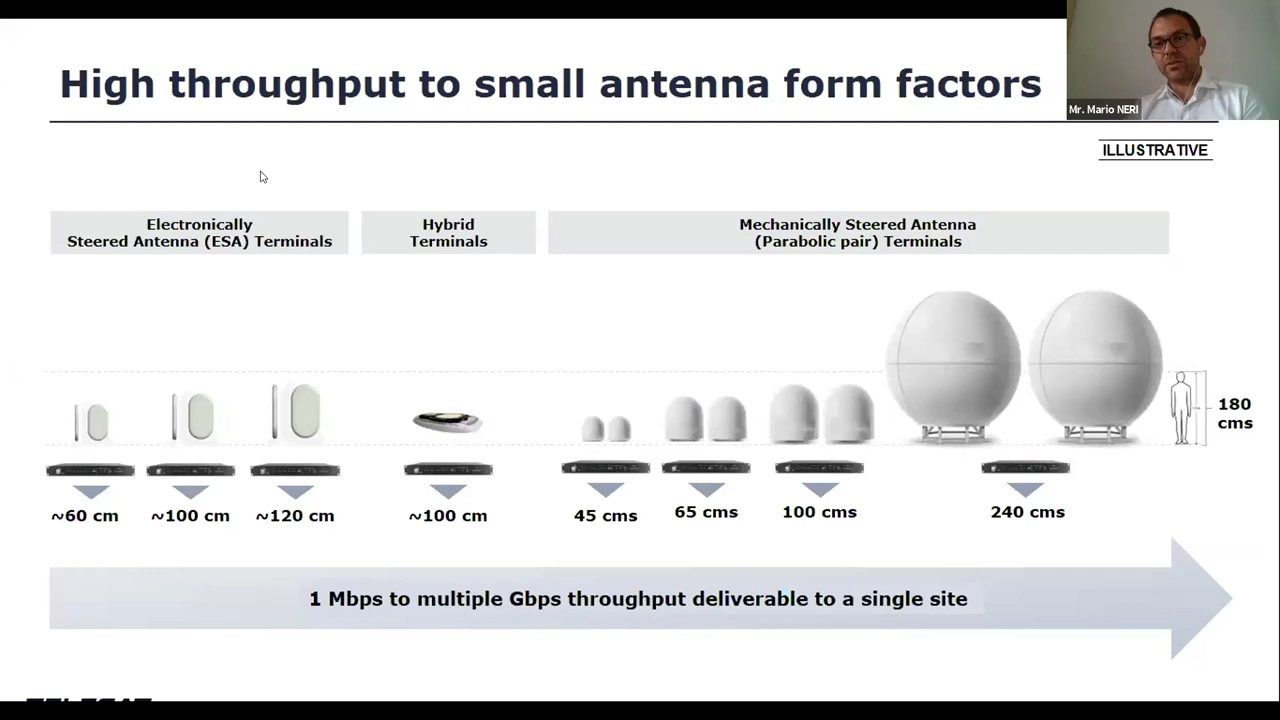 High throughput to small antenna form factors
Mr. Mario NERI
ILLUSTRATIVE
Electronically
Steered Antenna (ESA) Terminals
Hybrid
Terminals
Mechanically Steered Antenna
(Parabolic pair) Terminals
180
cms
~60 cm
~100 cm
~120 cm
~100 cm
45 cms
65 cms
100 cms
240 cms
1 Mbps to multiple Gbps throughput deliverable to a single site